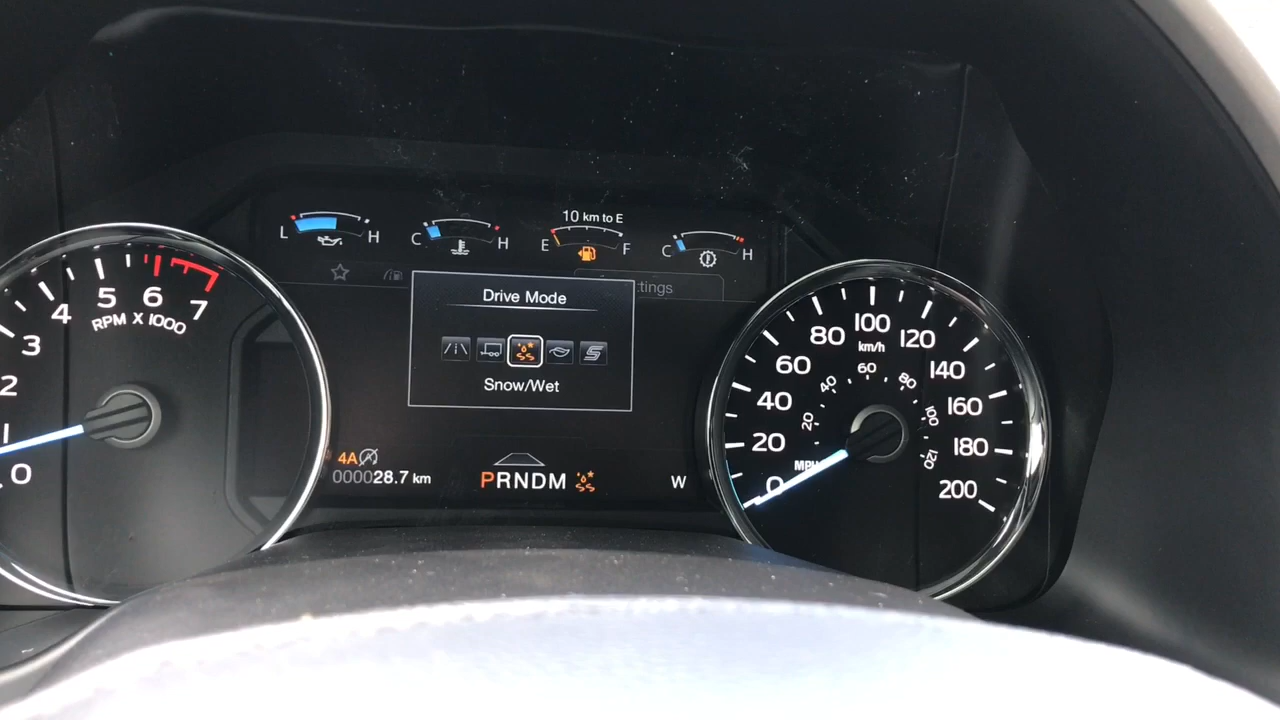 10 km to E
L H
C H
E F
C H
ttings
Drive Mode
Snow/Wet
4A
000028.7 km
PRNDM
W
0
1
2
3
4
5
6
7
RPM X 1000
0
20
40
60
80
100
120
140
160
180
200
km/h
20
40
60
80
100
120
MPH